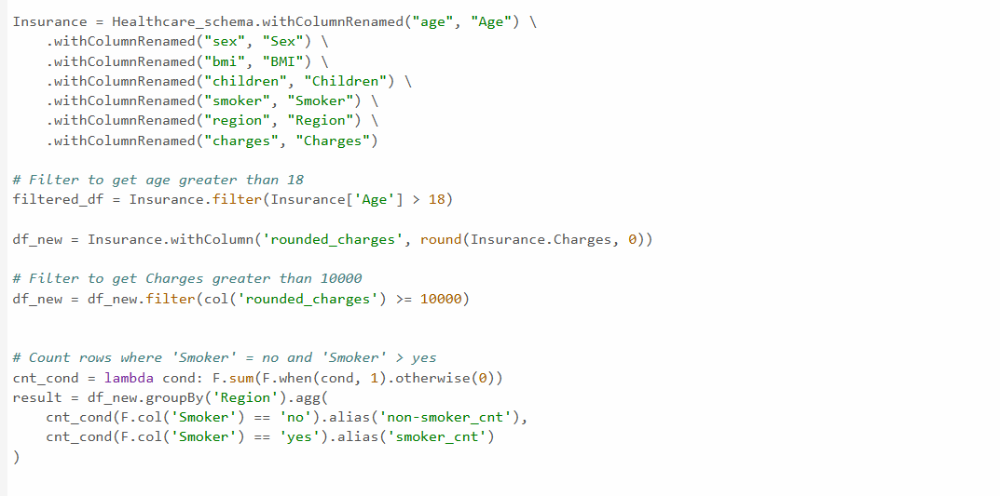 Insurance = Healthcare_schema.withColumnRenamed("age", "Age") \
    .withColumnRenamed("sex", "Sex") \
    .withColumnRenamed("bmi", "BMI") \
    .withColumnRenamed("children", "Children") \
    .withColumnRenamed("smoker", "Smoker") \
    .withColumnRenamed("region", "Region") \
    .withColumnRenamed("charges", "Charges")
# Filter to get age greater than 18
filtered_df = Insurance.filter(Insurance['Age'] > 18)
df_new = Insurance.withColumn('rounded_charges', round(Insurance.Charges, 0))
# Filter to get Charges greater than 10000
df_new = df_new.filter(col('rounded_charges') >= 10000)
# Count rows where 'Smoker' = no and 'Smoker' > yes
cnt_cond = lambda cond: F.sum(F.when(cond, 1).otherwise(0))
result = df_new.groupBy('Region').agg(
    cnt_cond(F.col('Smoker') == 'no').alias('non-smoker_cnt'),
    cnt_cond(F.col('Smoker') == 'yes').alias('smoker_cnt')
)